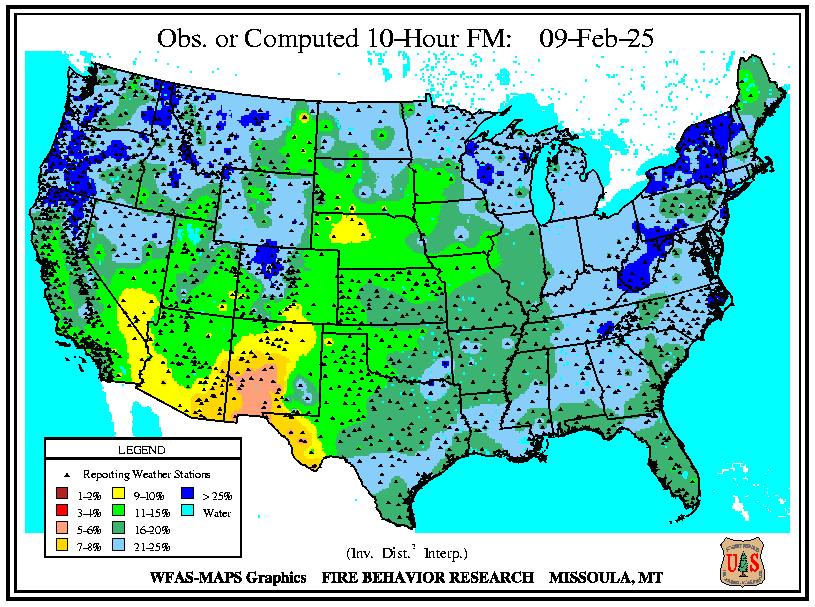 Obs. or Computed 10-Hour FM: 09-Feb-25
LEGEND
Reporting Weather Stations
1-2% 9-10% > 25%
3-4% 11-15% Water
5-6% 16-20%
7-8% 21-25%
(Inv. Dist.² Interp.)
WFAS-MAPS Graphics FIRE BEHAVIOR RESEARCH MISSOULA, MT
U S